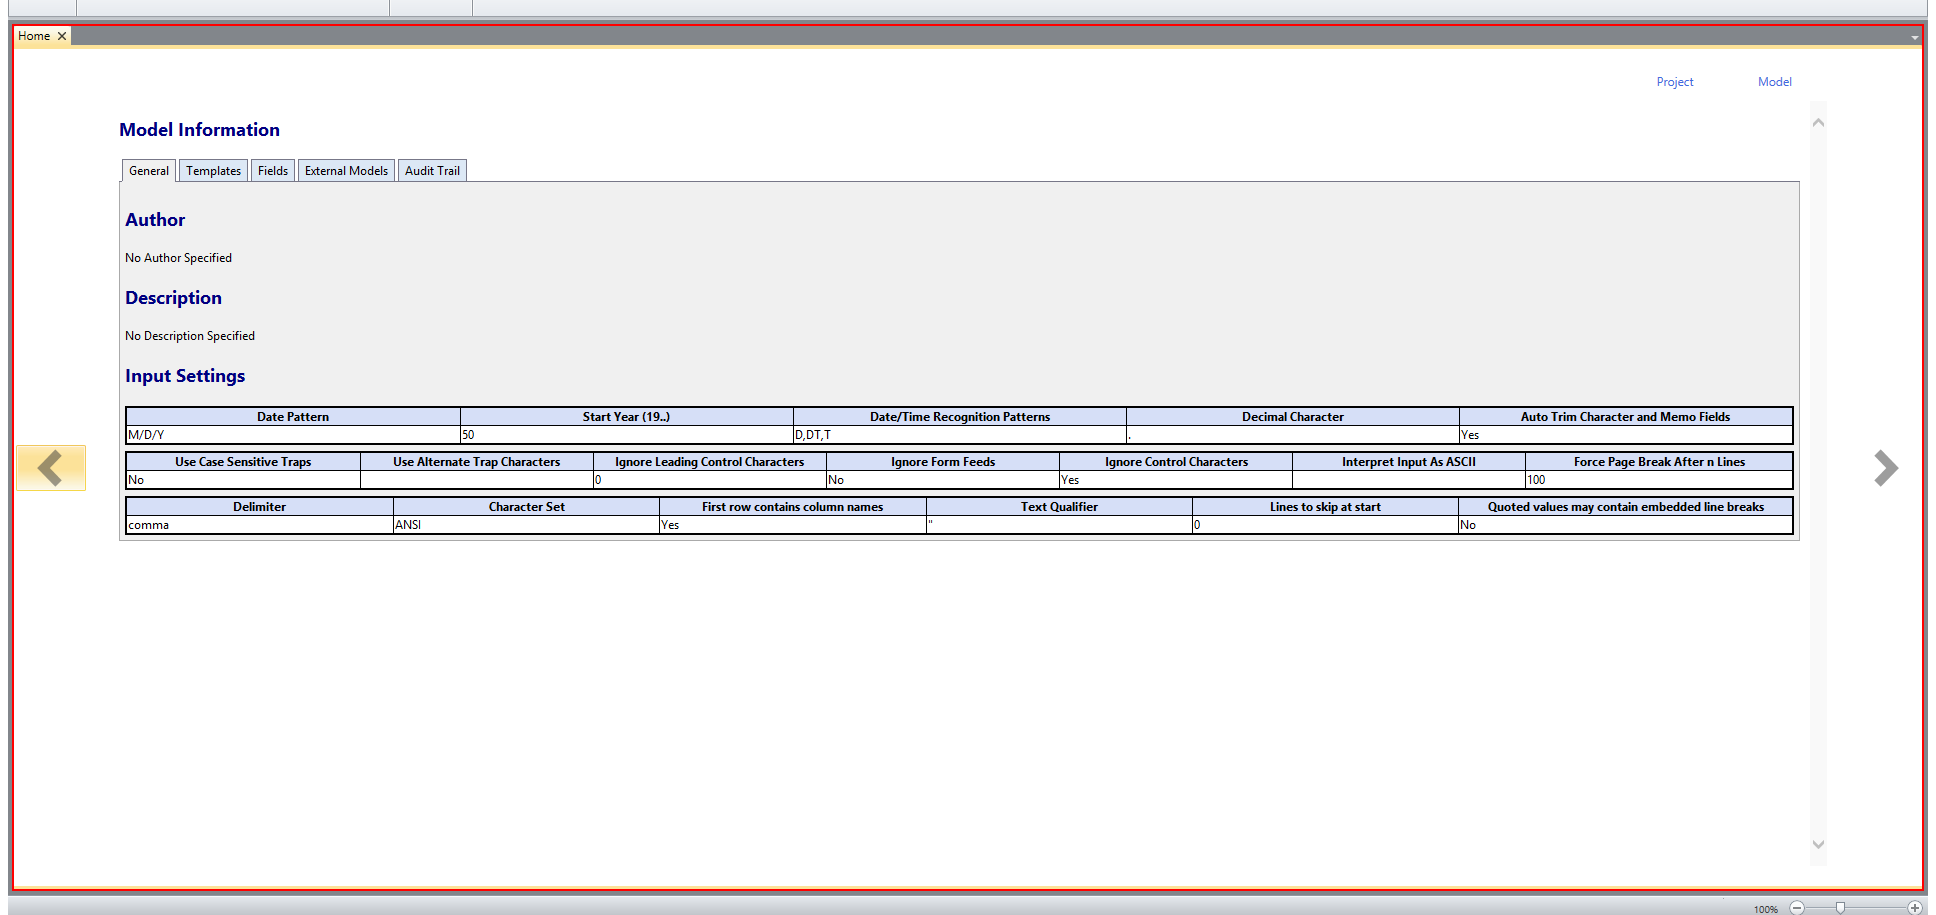 Home
Project Model
Model Information
General Templates Fields External Models Audit Trail
Author
No Author Specified
Description
No Description Specified
Input Settings
Date Pattern Start Year (19..) Date/Time Recognition Patterns Decimal Character Auto Trim Character and Memo Fields
M/D/Y 50 D,DT,T . Yes
Use Case Sensitive Traps Use Alternate Trap Characters Ignore Leading Control Characters Ignore Form Feeds Ignore Control Characters Interpret Input As ASCII Force Page Break After n Lines
No 0 No Yes 100
Delimiter Character Set First row contains column names Text Qualifier Lines to skip at start Quoted values may contain embedded line breaks
comma ANSI Yes " 0 No
100%